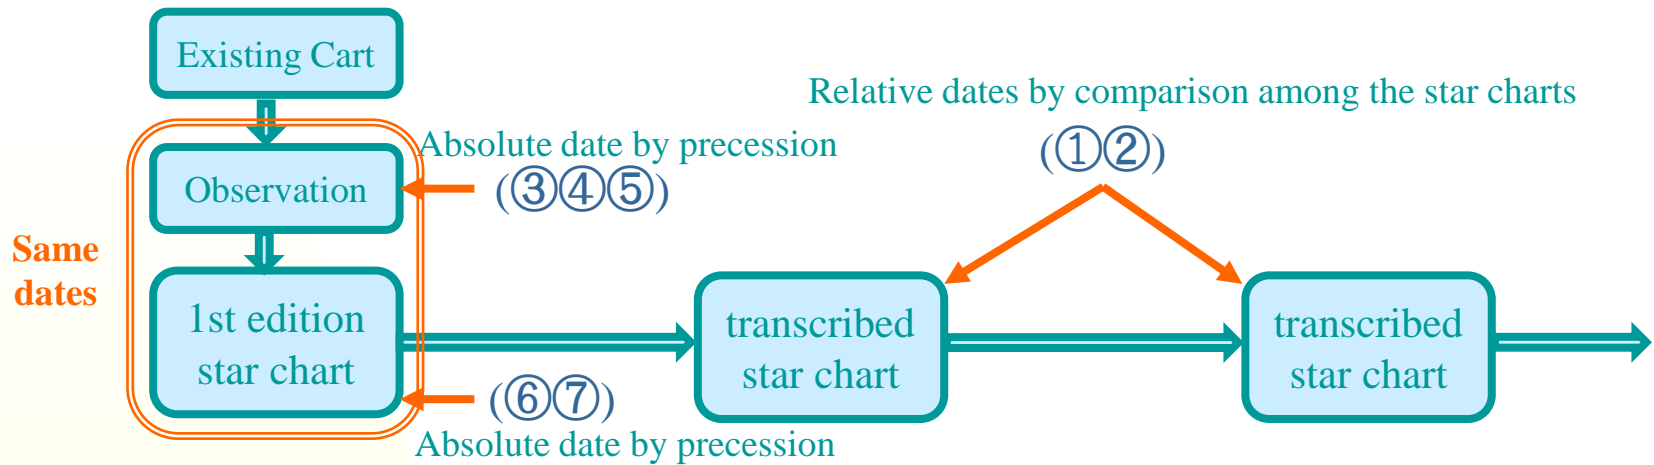 Existing Cart
Relative dates by comparison among the star charts
(①②)
Absolute date by precession
(③④⑤)
Observation
Same
dates
1st edition
star chart
transcribed
star chart
transcribed
star chart
(⑥⑦)
Absolute date by precession